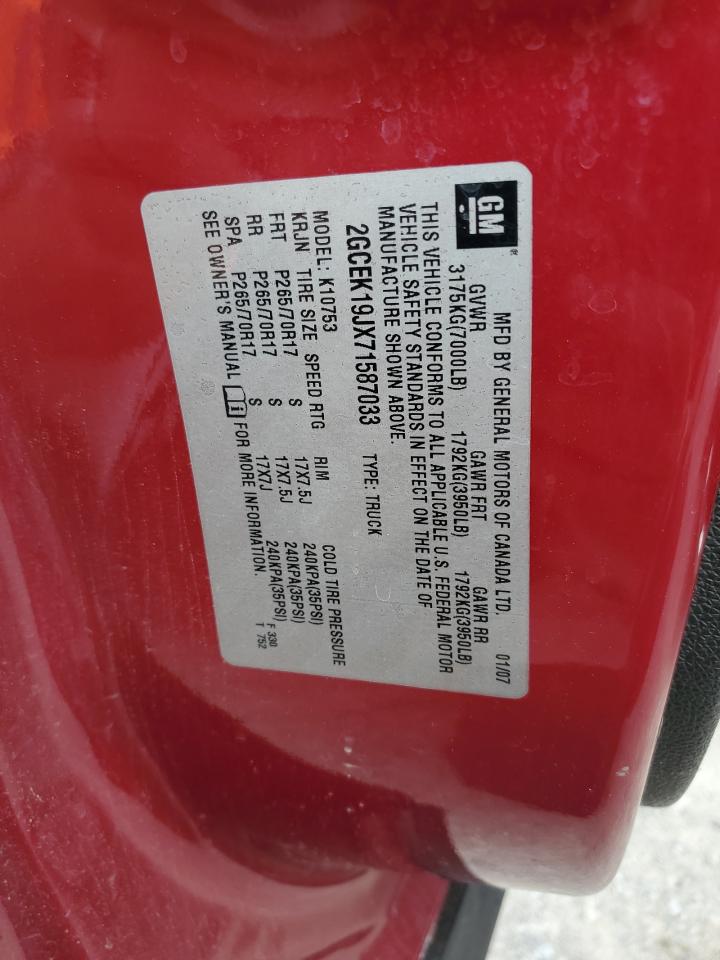 GM®
MFD BY GENERAL MOTORS OF CANADA LTD. 01/07
GVWR GAWR FRT GAWR RR
3175KG(7000LB) 1792KG(3950LB) 1792KG(3950LB)
THIS VEHICLE CONFORMS TO ALL APPLICABLE U.S. FEDERAL MOTOR
VEHICLE SAFETY STANDARDS IN EFFECT ON THE DATE OF
MANUFACTURE SHOWN ABOVE.
2GCEK19JX71587033 TYPE: TRUCK
MODEL: K10753
KRJN TIRE SIZE SPEED RTG RIM COLD TIRE PRESSURE
FRT P265/70R17 S 17X7.5J 240KPA(35PSI)
RR P265/70R17 S 17X7.5J 240KPA(35PSI)
SPA P265/70R17 S 17X7J 240KPA(35PSI)
SEE OWNER'S MANUAL FOR MORE INFORMATION.
F 330
T 752